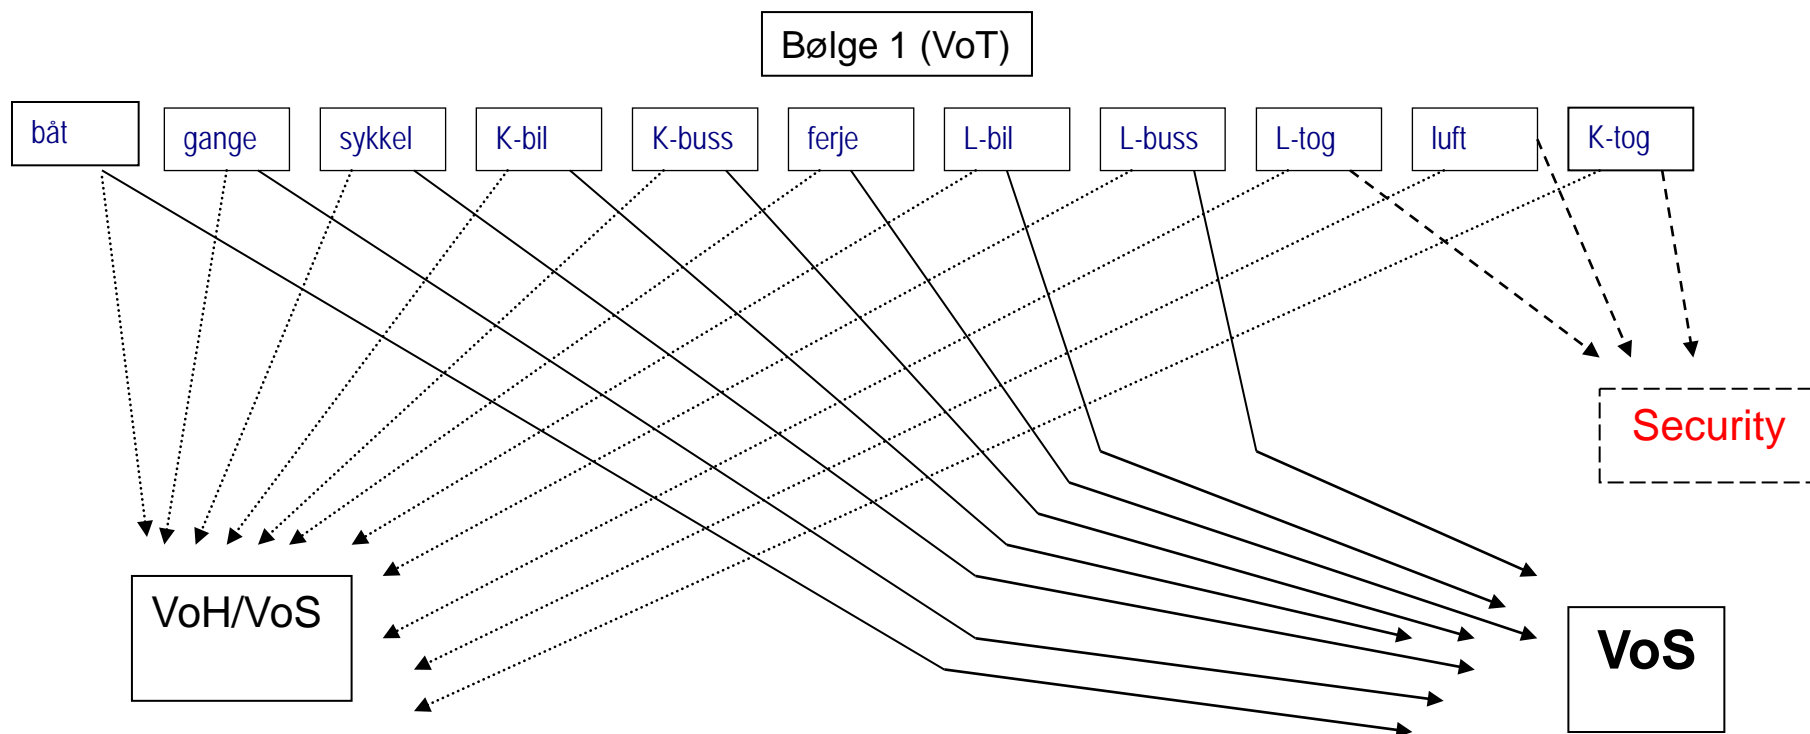 Bølge 1 (VoT)
båt
gange
sykkel
K-bil
K-buss
ferje
L-bil
L-buss
L-tog
luft
K-tog
Security
VoH/VoS
VoS